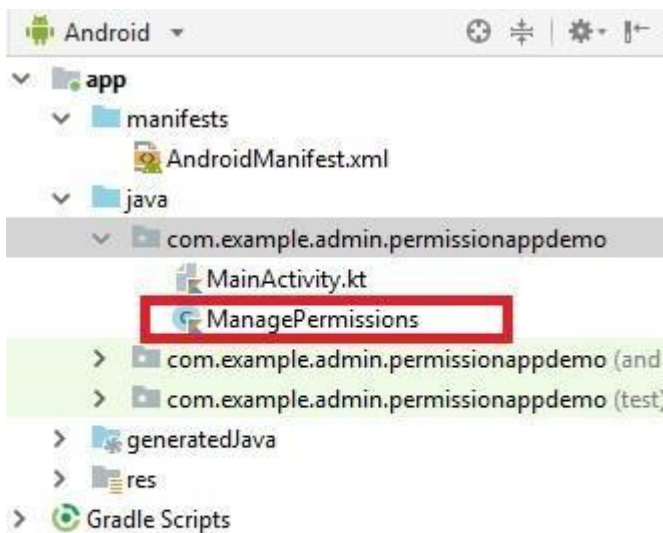 Android
app
manifests
AndroidManifest.xml
java
com.example.admin.permissionappdemo
MainActivity.kt
ManagePermissions
com.example.admin.permissionappdemo (and
com.example.admin.permissionappdemo (test)
generatedJava
res
Gradle Scripts